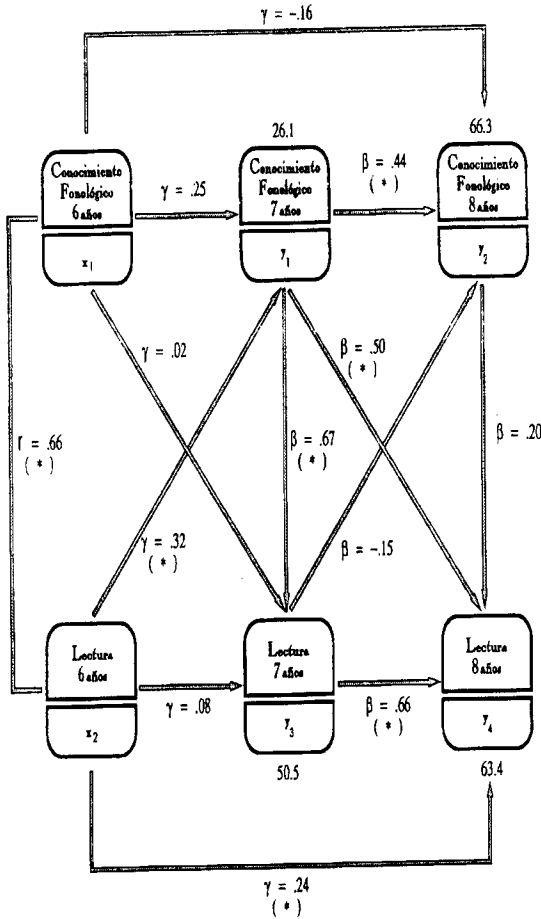 γ = -.16
26.1
66.3
Conocimiento
Fonológico
6 años
x1
γ = .25
Conocimiento
Fonológico
7 años
y1
β = .44
( * )
Conocimiento
Fonológico
8 años
y2
γ = .02
β = .50
( * )
r = .66
( * )
β = .67
( * )
β = .20
γ = .32
( * )
β = -.15
Lectura
6 años
x2
γ = .08
Lectura
7 años
y3
β = .66
( * )
Lectura
8 años
y4
50.5
63.4
γ = .24
( * )